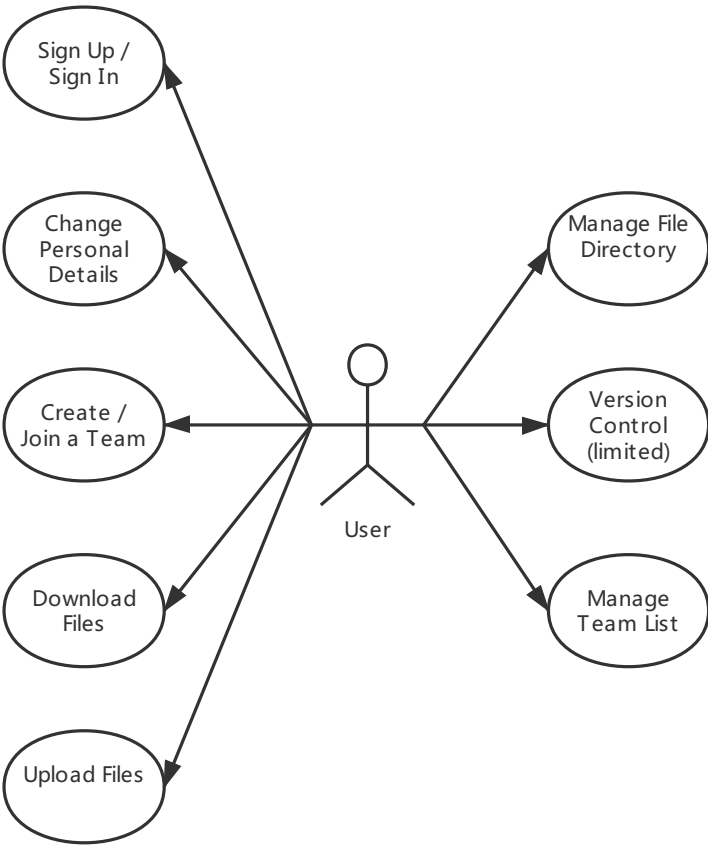 Sign Up /
Sign In
Change
Personal
Details
Create /
Join a Team
Download
Files
Upload Files
User
Manage File
Directory
Version
Control
(limited)
Manage
Team List